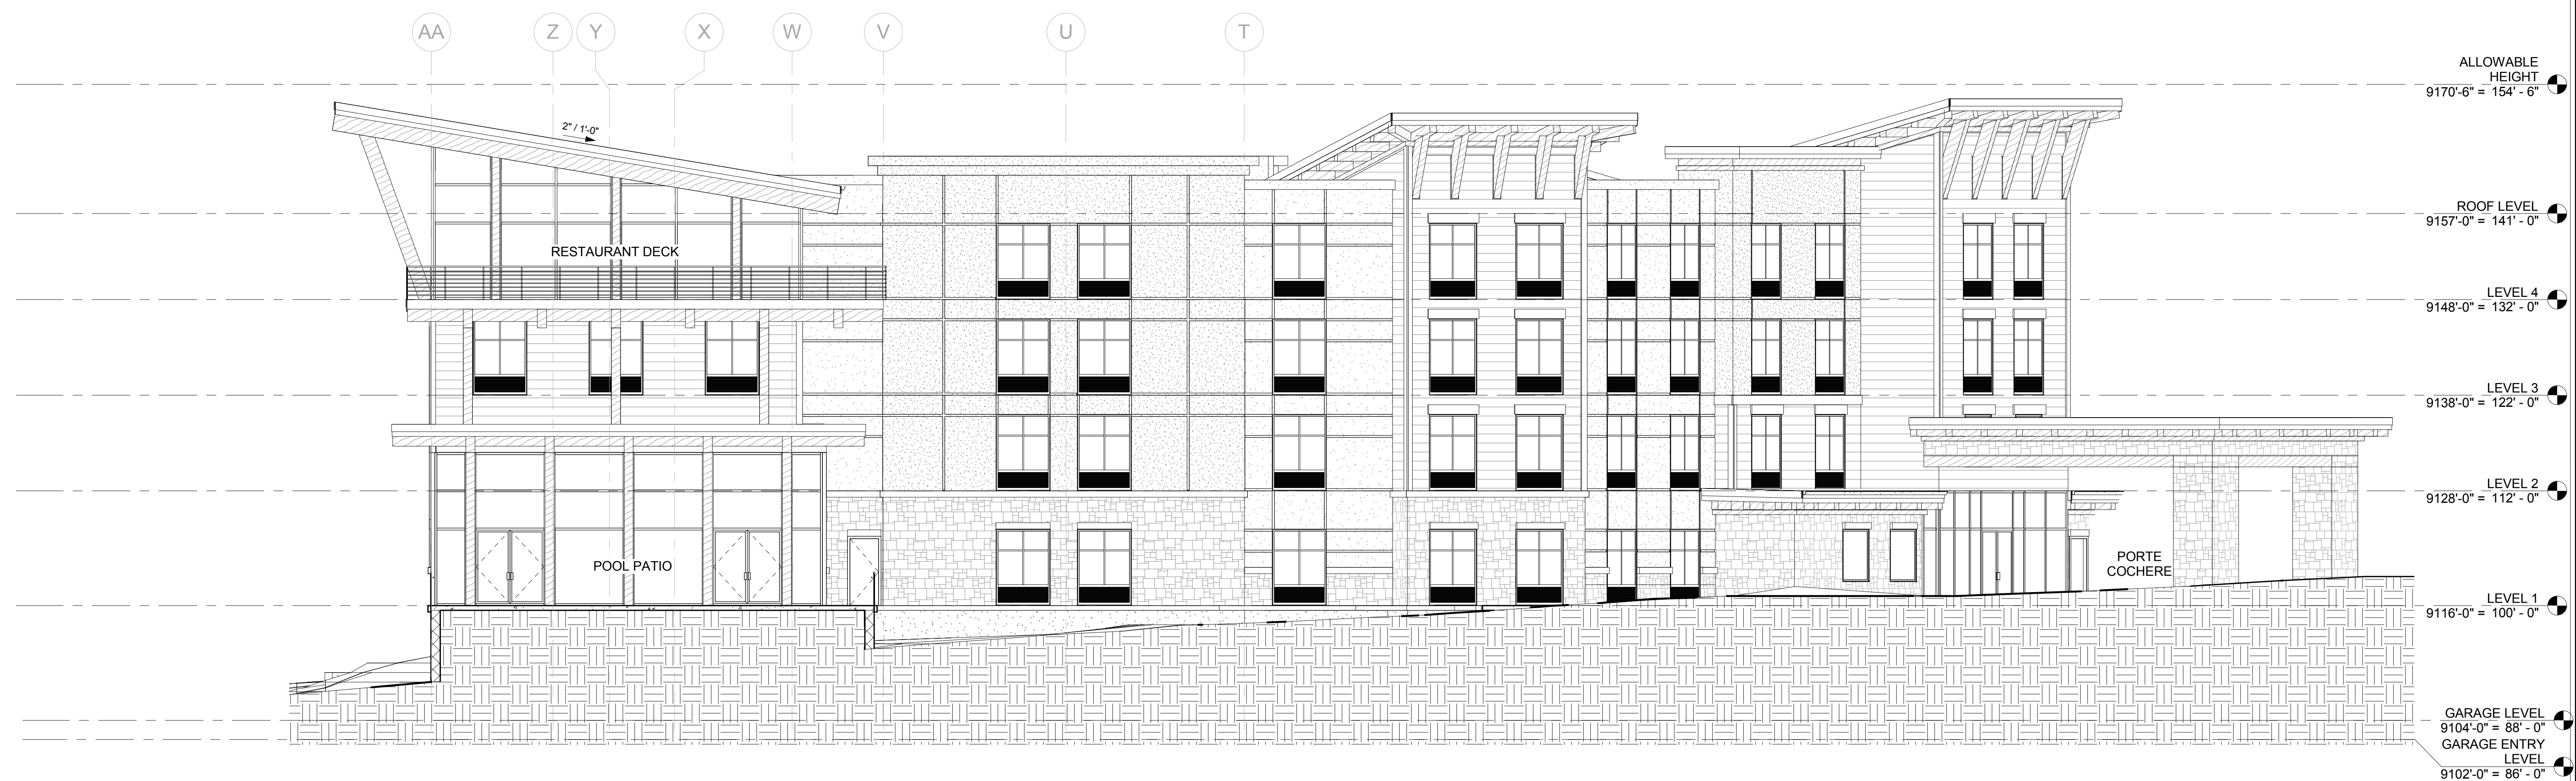 AA Z Y X W V U T
ALLOWABLE
HEIGHT
9170'-6" = 154' - 6"
2" / 1'-0"
ROOF LEVEL
9157'-0" = 141' - 0"
RESTAURANT DECK
LEVEL 4
9148'-0" = 132' - 0"
LEVEL 3
9138'-0" = 122' - 0"
LEVEL 2
9128'-0" = 112' - 0"
POOL PATIO
PORTE
COCHERE
LEVEL 1
9116'-0" = 100' - 0"
GARAGE LEVEL
9104'-0" = 88' - 0"
GARAGE ENTRY
LEVEL
9102'-0" = 86' - 0"